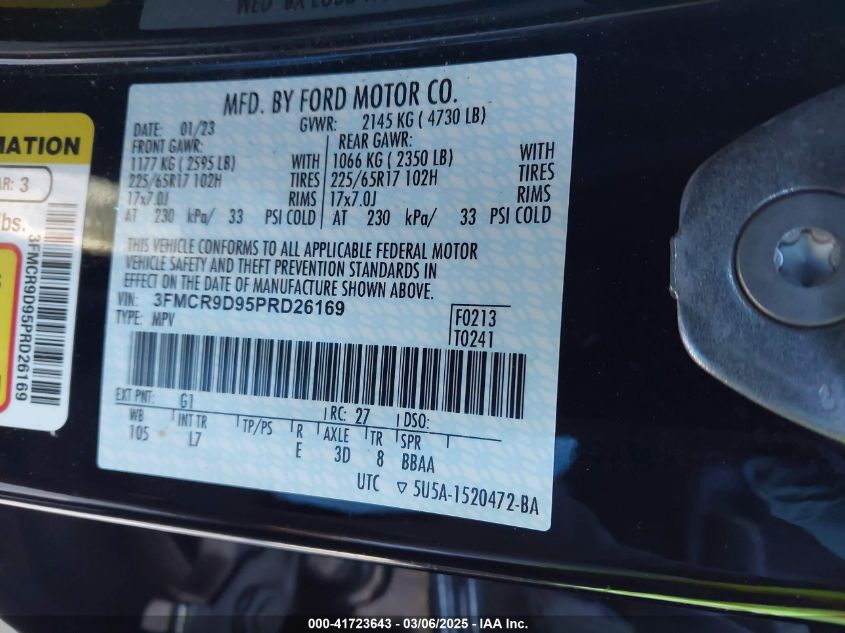 MFD. BY FORD MOTOR CO.
DATE: 01/23 GVWR: 2145 KG ( 4730 LB)
FRONT GAWR: REAR GAWR:
1177 KG ( 2595 LB) WITH 1066 KG ( 2350 LB) WITH
225/65R17 102H TIRES 225/65R17 102H TIRES
17x7.0J RIMS 17x7.0J RIMS
AT 230 kPa/ 33 PSI COLD AT 230 kPa/ 33 PSI COLD
THIS VEHICLE CONFORMS TO ALL APPLICABLE FEDERAL MOTOR
VEHICLE SAFETY AND THEFT PREVENTION STANDARDS IN
EFFECT ON THE DATE OF MANUFACTURE SHOWN ABOVE.
VIN: 3FMCR9D95PRD26169
TYPE: MPV
F0213
T0241
EXT PNT: G1 RC: 27 DSO:
WB INT TR TP/PS R AXLE TR SPR
105 L7 E 3D 8 BBAA
UTC ▽ 5U5A-1520472-BA
MATION
AR: 3
lbs.
3FMCR9D95PRD26169
000-41723643 - 03/06/2025 - IAA Inc.